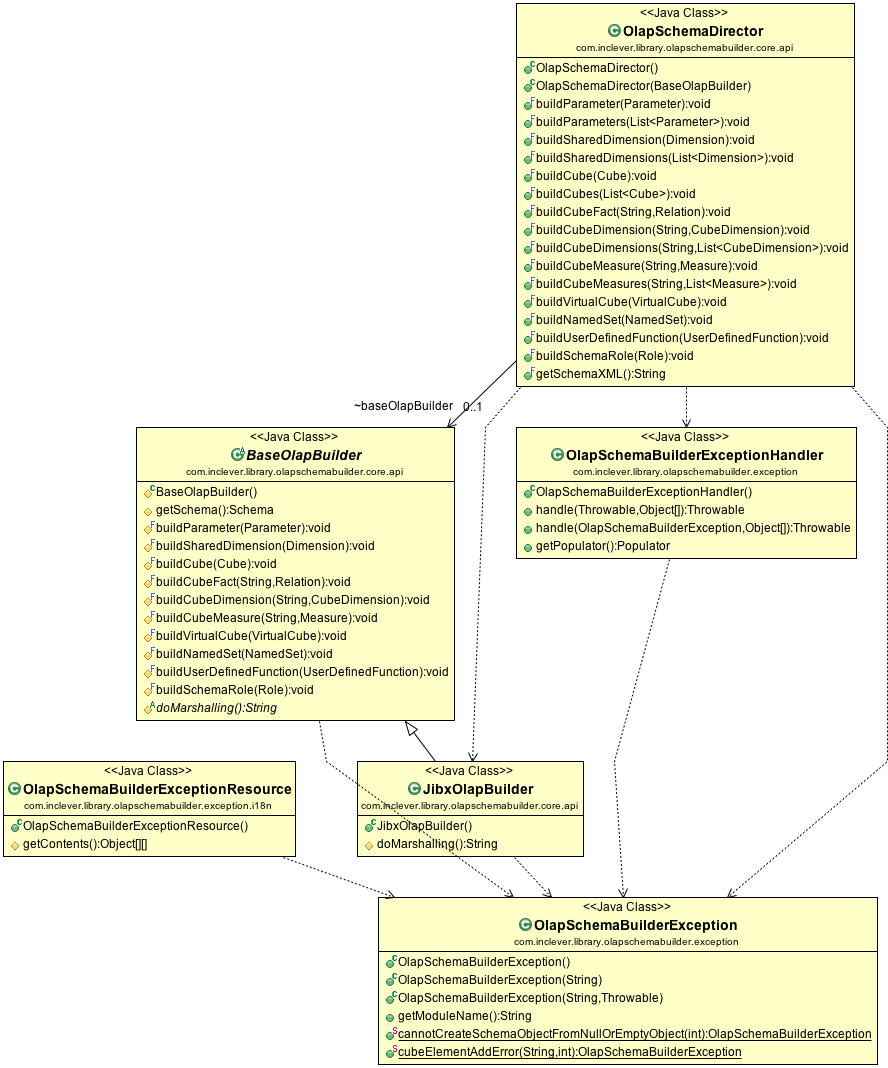 <<Java Class>>
OlapSchemaDirector
com.inclever.library.olapschemabuilder.core.api
OlapSchemaDirector()
OlapSchemaDirector(BaseOlapBuilder)
buildParameter(Parameter):void
buildParameters(List<Parameter>):void
buildSharedDimension(Dimension):void
buildSharedDimensions(List<Dimension>):void
buildCube(Cube):void
buildCubes(List<Cube>):void
buildCubeFact(String,Relation):void
buildCubeDimension(String,CubeDimension):void
buildCubeDimensions(String,List<CubeDimension>):void
buildCubeMeasure(String,Measure):void
buildCubeMeasures(String,List<Measure>):void
buildVirtualCube(VirtualCube):void
buildNamedSet(NamedSet):void
buildUserDefinedFunction(UserDefinedFunction):void
buildSchemaRole(Role):void
getSchemaXML():String
~baseOlapBuilder 0..1
<<Java Class>>
BaseOlapBuilder
com.inclever.library.olapschemabuilder.core.api
BaseOlapBuilder()
getSchema():Schema
buildParameter(Parameter):void
buildSharedDimension(Dimension):void
buildCube(Cube):void
buildCubeFact(String,Relation):void
buildCubeDimension(String,CubeDimension):void
buildCubeMeasure(String,Measure):void
buildVirtualCube(VirtualCube):void
buildNamedSet(NamedSet):void
buildUserDefinedFunction(UserDefinedFunction):void
buildSchemaRole(Role):void
doMarshalling():String
<<Java Class>>
OlapSchemaBuilderExceptionHandler
com.inclever.library.olapschemabuilder.exception
OlapSchemaBuilderExceptionHandler()
handle(Throwable,Object[]):Throwable
handle(OlapSchemaBuilderException,Object[]):Throwable
getPopulator():Populator
<<Java Class>>
OlapSchemaBuilderExceptionResource
com.inclever.library.olapschemabuilder.exception.i18n
OlapSchemaBuilderExceptionResource()
getContents():Object[][]
<<Java Class>>
JibxOlapBuilder
com.inclever.library.olapschemabuilder.core.api
JibxOlapBuilder()
doMarshalling():String
<<Java Class>>
OlapSchemaBuilderException
com.inclever.library.olapschemabuilder.exception
OlapSchemaBuilderException()
OlapSchemaBuilderException(String)
OlapSchemaBuilderException(String,Throwable)
getModuleName():String
cannotCreateSchemaObjectFromNullOrEmptyObject(int):OlapSchemaBuilderException
cubeElementAddError(String,int):OlapSchemaBuilderException